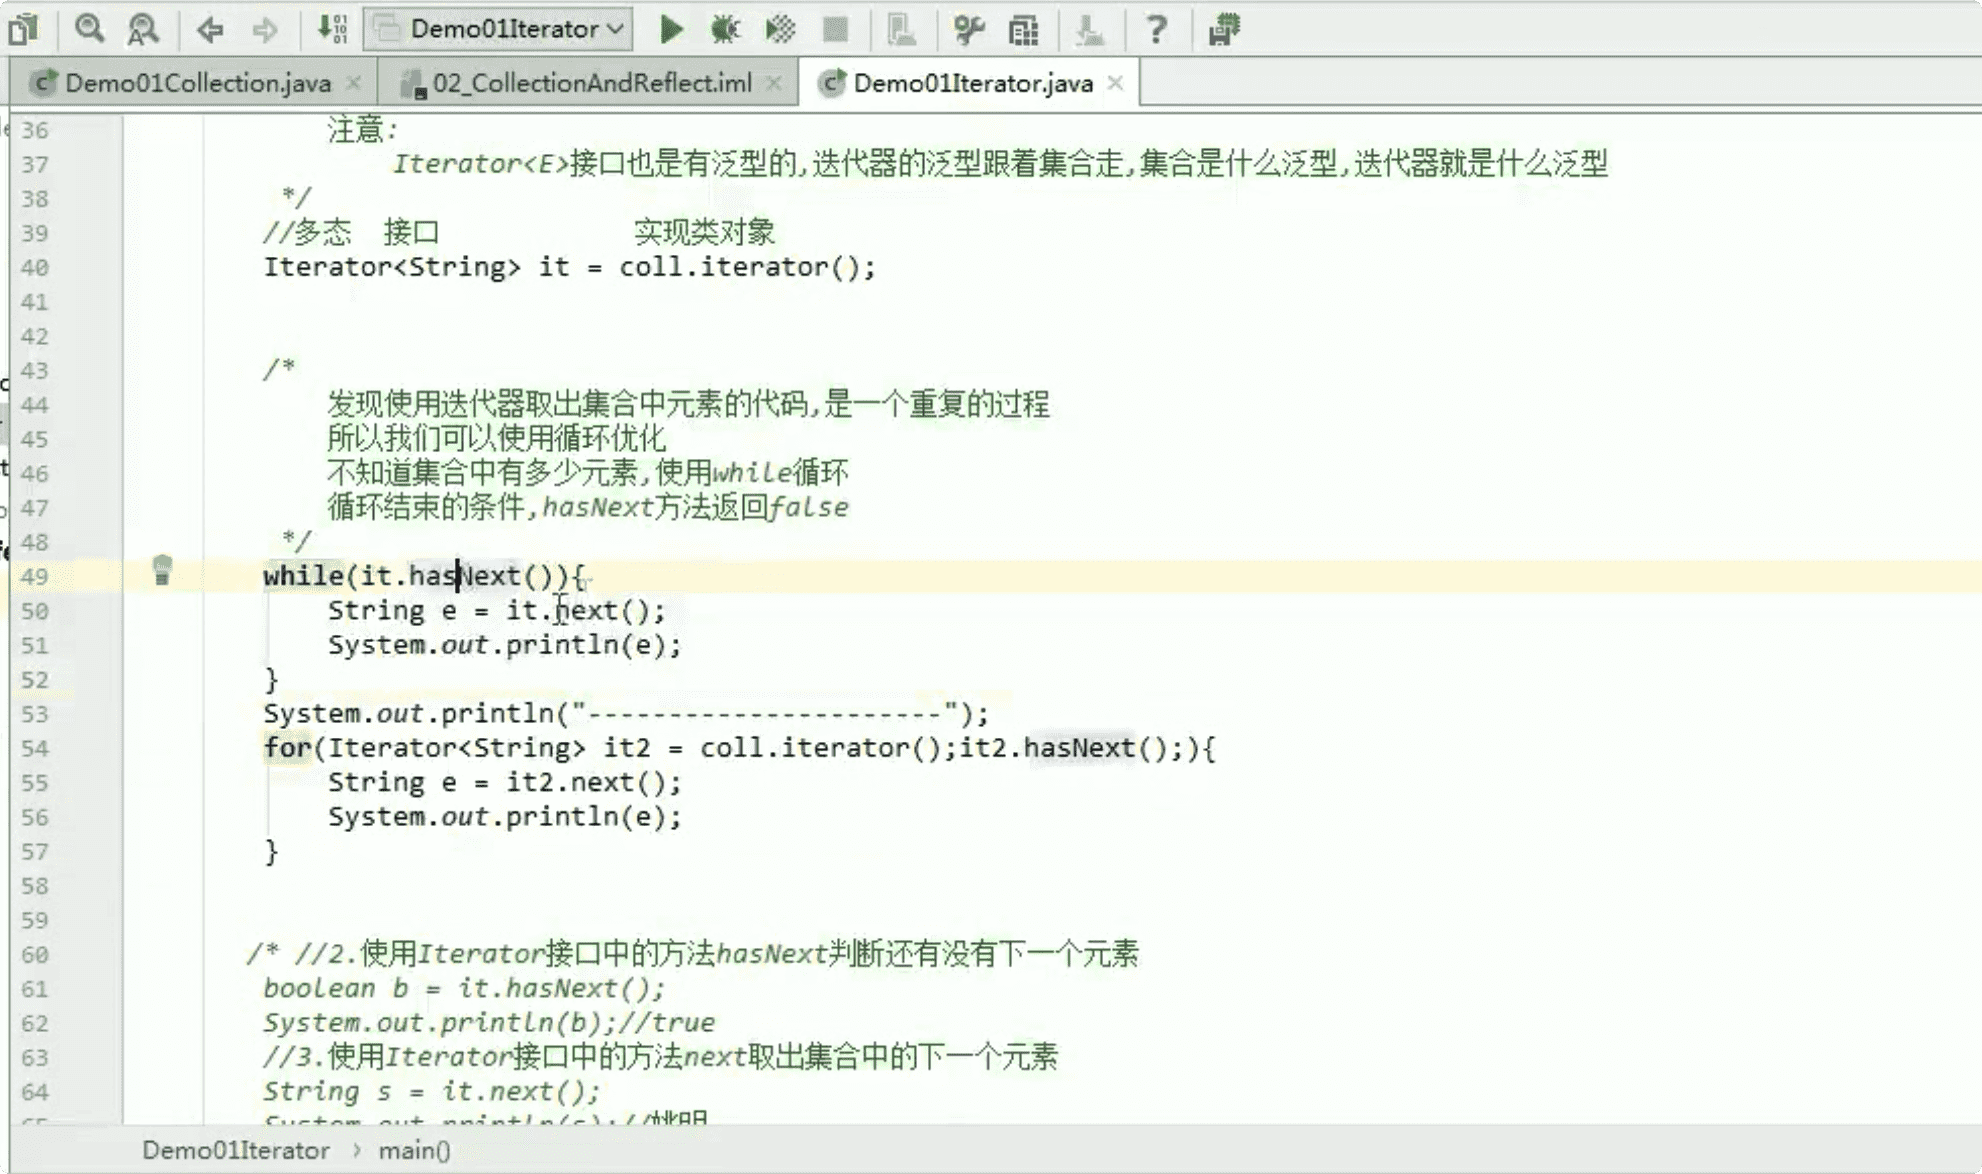 Demo01Iterator
Demo01Collection.java 02_CollectionAndReflect.iml Demo01Iterator.java
36 注意:
37 Iterator<E>接口也是有泛型的,迭代器的泛型跟着集合走,集合是什么泛型,迭代器就是什么泛型
38 */
39 //多态 接口 实现类对象
40 Iterator<String> it = coll.iterator();
41
42
43 /*
44 发现使用迭代器取出集合中元素的代码,是一个重复的过程
45 所以我们可以使用循环优化
46 不知道集合中有多少元素,使用while循环
47 循环结束的条件,hasNext方法返回false
48 */
49 while(it.hasNext()){
50 String e = it.next();
51 System.out.println(e);
52 }
53 System.out.println("----------------------");
54 for(Iterator<String> it2 = coll.iterator();it2.hasNext();){
55 String e = it2.next();
56 System.out.println(e);
57 }
58
59
60 /* //2.使用Iterator接口中的方法hasNext判断还有没有下一个元素
61 boolean b = it.hasNext();
62 System.out.println(b);//true
63 //3.使用Iterator接口中的方法next取出集合中的下一个元素
64 String s = it.next();
65 System.out.println(s);//姚明
Demo01Iterator > main()